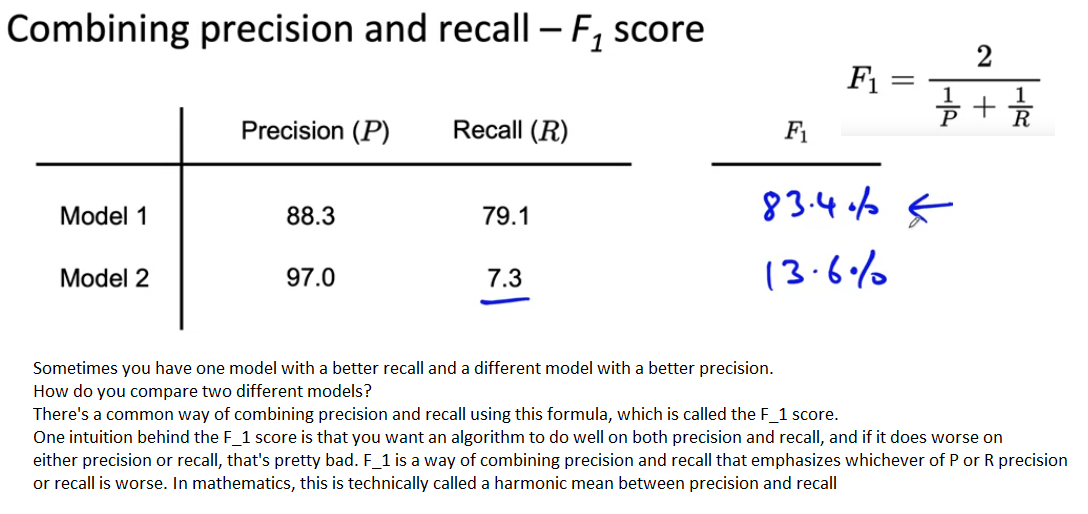 Combining precision and recall – F₁ score
F₁ = 2 / (1/P + 1/R)
Precision (P) Recall (R) F₁
Model 1 88.3 79.1 83.4% ←
Model 2 97.0 7.3 13.6%
Sometimes you have one model with a better recall and a different model with a better precision.
How do you compare two different models?
There's a common way of combining precision and recall using this formula, which is called the F_1 score.
One intuition behind the F_1 score is that you want an algorithm to do well on both precision and recall, and if it does worse on
either precision or recall, that's pretty bad. F_1 is a way of combining precision and recall that emphasizes whichever of P or R precision
or recall is worse. In mathematics, this is technically called a harmonic mean between precision and recall